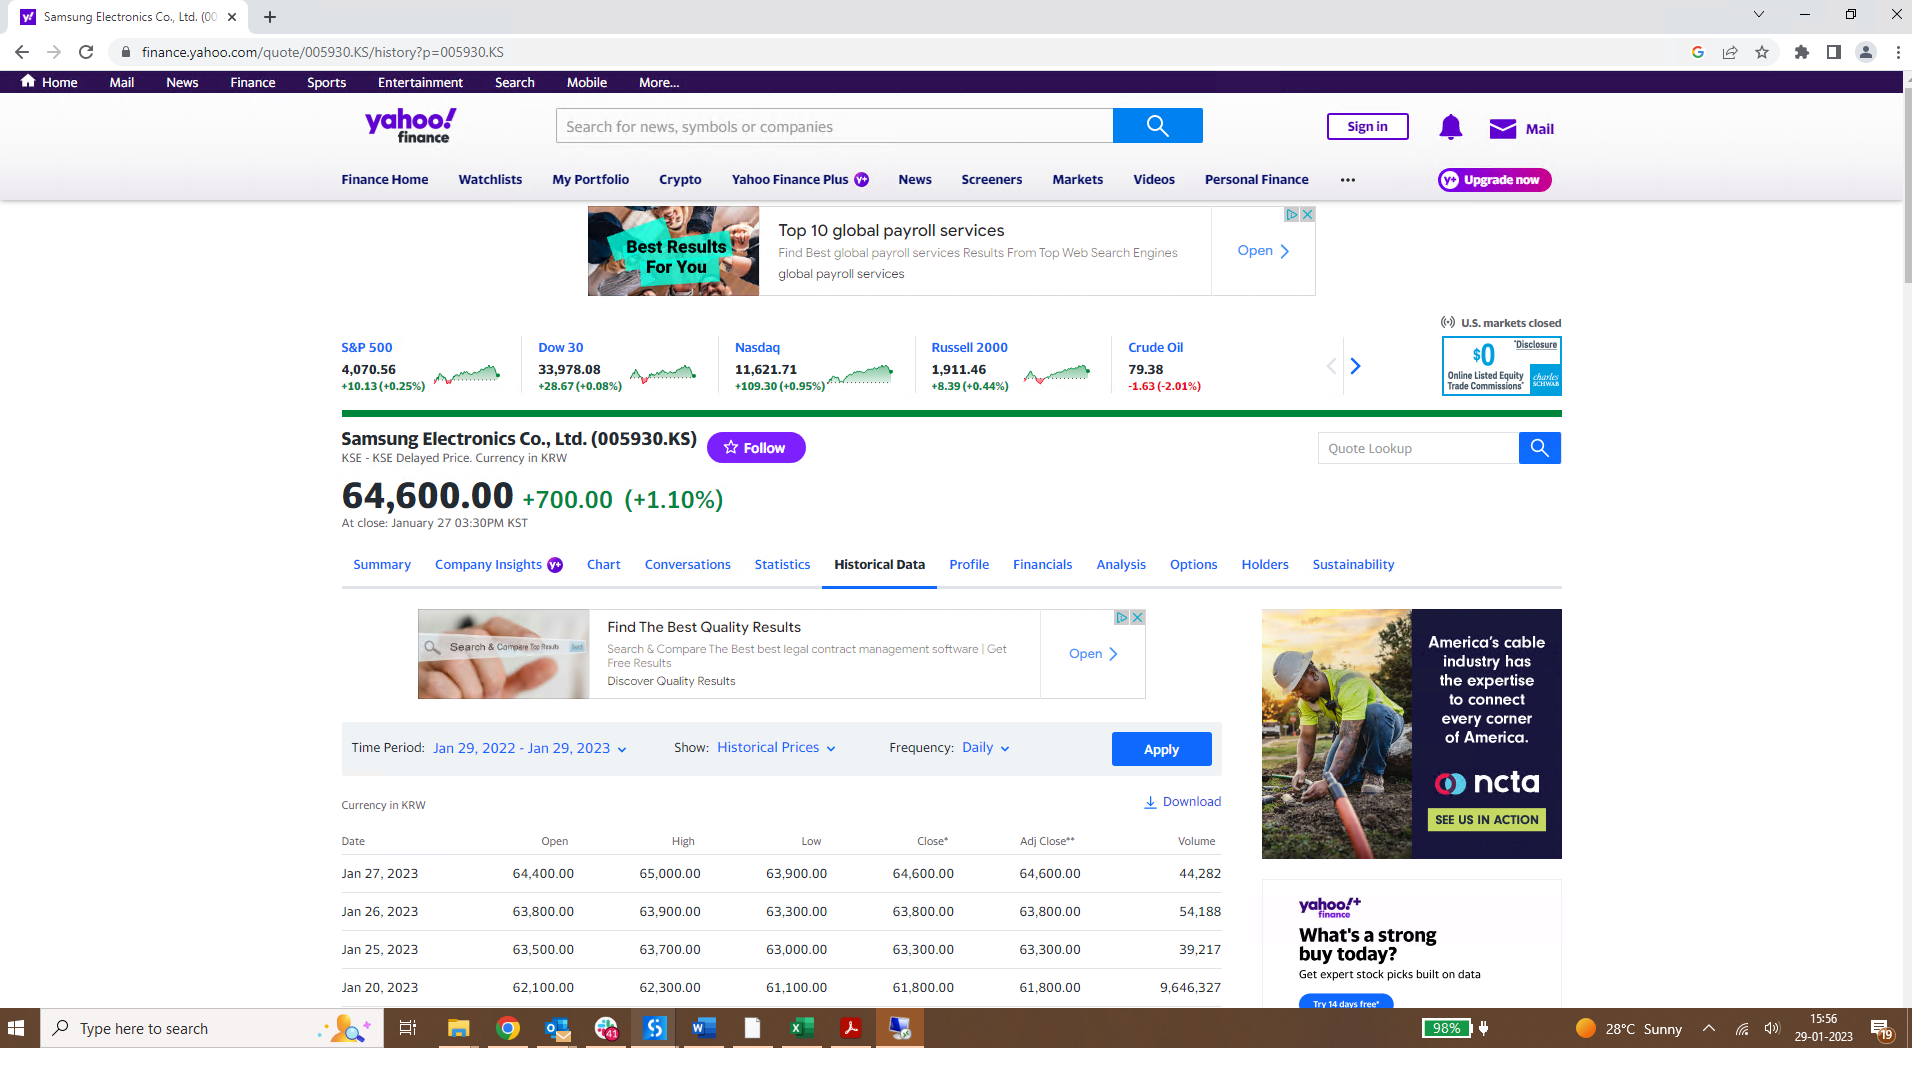 Samsung Electronics Co., Ltd. (00
finance.yahoo.com/quote/005930.KS/history?p=005930.KS
Home Mail News Finance Sports Entertainment Search Mobile More...
yahoo! finance
Search for news, symbols or companies
Sign in
Mail
Finance Home Watchlists My Portfolio Crypto Yahoo Finance Plus Y+ News Screeners Markets Videos Personal Finance ••• y+ Upgrade now
Best Results
For You
Top 10 global payroll services
Find Best global payroll services Results From Top Web Search Engines
global payroll services
Open
U.S. markets closed
S&P 500
4,070.56
+10.13 (+0.25%)
Dow 30
33,978.08
+28.67 (+0.08%)
Nasdaq
11,621.71
+109.30 (+0.95%)
Russell 2000
1,911.46
+8.39 (+0.44%)
Crude Oil
79.38
-1.63 (-2.01%)
*Disclosure
$0
Online Listed Equity
Trade Commissions*
charles
SCHWAB
Samsung Electronics Co., Ltd. (005930.KS)
KSE - KSE Delayed Price. Currency in KRW
Follow
Quote Lookup
64,600.00 +700.00 (+1.10%)
At close: January 27 03:30PM KST
Summary Company Insights Y+ Chart Conversations Statistics Historical Data Profile Financials Analysis Options Holders Sustainability
Search & Compare Top Results Search
Find The Best Quality Results
Search & Compare The Best best legal contract management software | Get
Free Results
Discover Quality Results
Open
America's cable
industry has
the expertise
to connect
every corner
of America.
ncta
SEE US IN ACTION
Time Period: Jan 29, 2022 - Jan 29, 2023 Show: Historical Prices Frequency: Daily Apply
Currency in KRW
Download
Date Open High Low Close* Adj Close** Volume
Jan 27, 2023 64,400.00 65,000.00 63,900.00 64,600.00 64,600.00 44,282
Jan 26, 2023 63,800.00 63,900.00 63,300.00 63,800.00 63,800.00 54,188
Jan 25, 2023 63,500.00 63,700.00 63,000.00 63,300.00 63,300.00 39,217
Jan 20, 2023 62,100.00 62,300.00 61,100.00 61,800.00 61,800.00 9,646,327
yahoo!+
finance
What's a strong
buy today?
Get expert stock picks built on data
Try 14 days free*
Type here to search
41
98%
28°C Sunny
15:56
29-01-2023
19